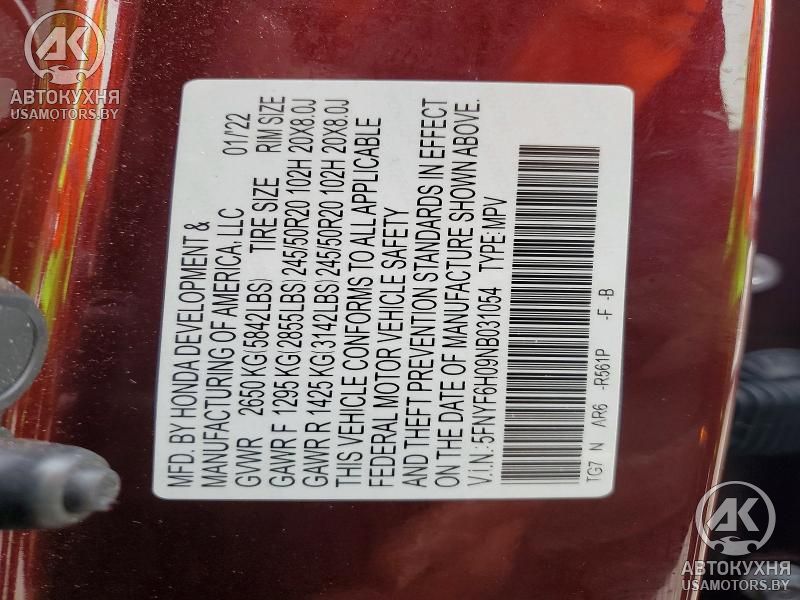 AK
АВТОКУХНЯ
USAMOTORS.BY
MFD. BY HONDA DEVELOPMENT &
MANUFACTURING OF AMERICA, LLC 01/22
GVWR 2650 KG(5842LBS) TIRE SIZE RIM SIZE
GAWR F 1295 KG(2855LBS)245/50R20 102H 20X8.0J
GAWR R 1425 KG(3142LBS)245/50R20 102H 20X8.0J
THIS VEHICLE CONFORMS TO ALL APPLICABLE
FEDERAL MOTOR VEHICLE SAFETY
AND THEFT PREVENTION STANDARDS IN EFFECT
ON THE DATE OF MANUFACTURE SHOWN ABOVE.
V.I.N.: 5FNYF6H09NB031054 TYPE:MPV
TG7 N AR6 -R561P -F -B
AK
АВТОКУХНЯ
USAMOTORS.BY